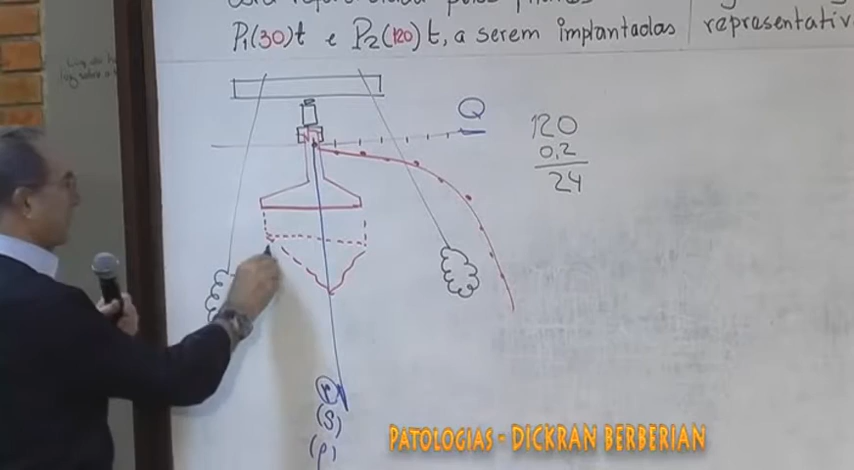 P₁(30)t e P₂(120)t, a serem implantadas
representativ
Q
120
0,2
24
r
(S)
(ρ)
PATOLOGIAS - DICKRAN BERBERIAN